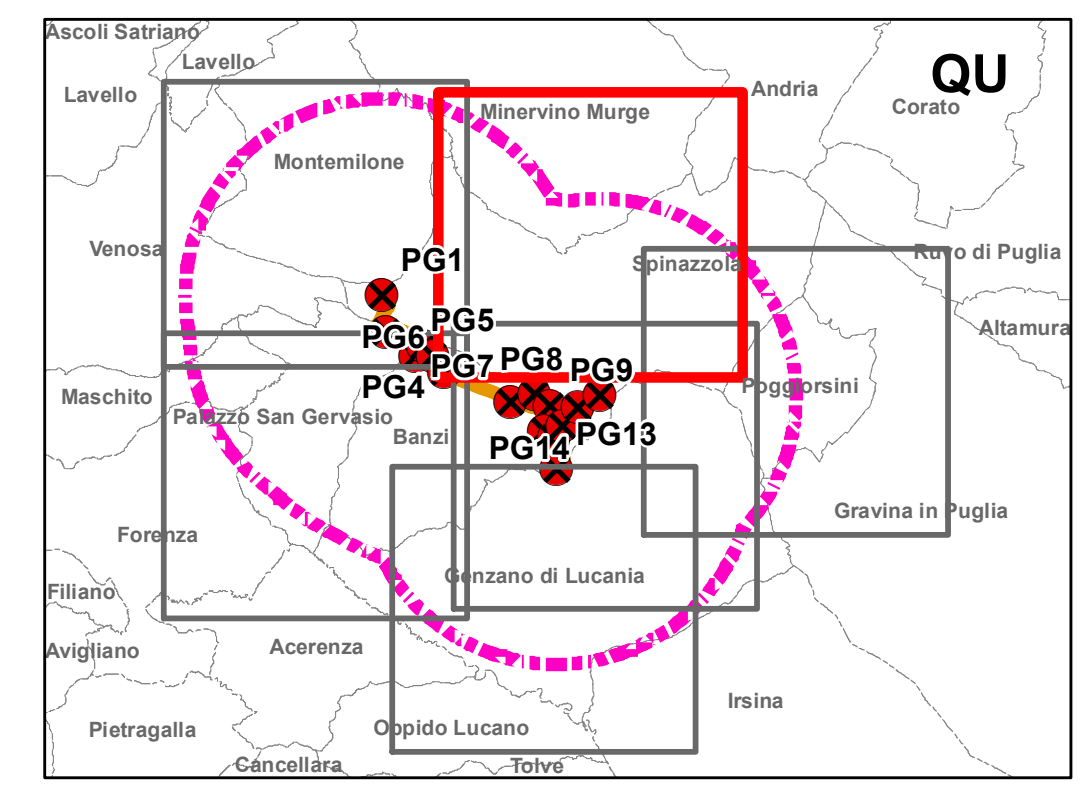 Ascoli Satriano
Lavello
QU
Andria
Lavello
Corato
Minervino Murge
Montemilone
Venosa
Ruvo di Puglia
PG1
Spinazzola
PG5
Altamura
PG6
PG8
PG7
PG9
PG4
Poggiorsini
Maschito
Palazzo San Gervasio
Banzi
PG13
PG14
Gravina in Puglia
Forenza
Genzano di Lucania
Filiano
Acerenza
Avigliano
Irsina
Oppido Lucano
Pietragalla
Cancellara
Tolve